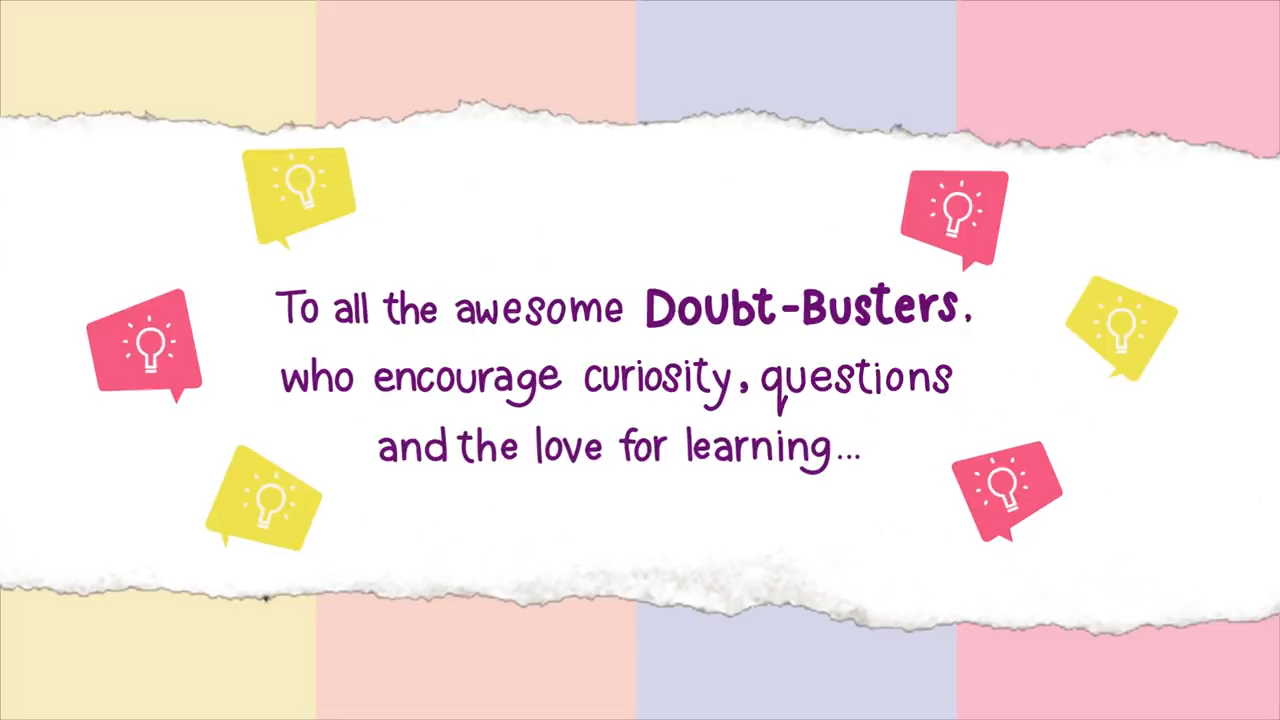 To all the awesome Doubt-Busters,
who encourage curiosity, questions
and the love for learning...